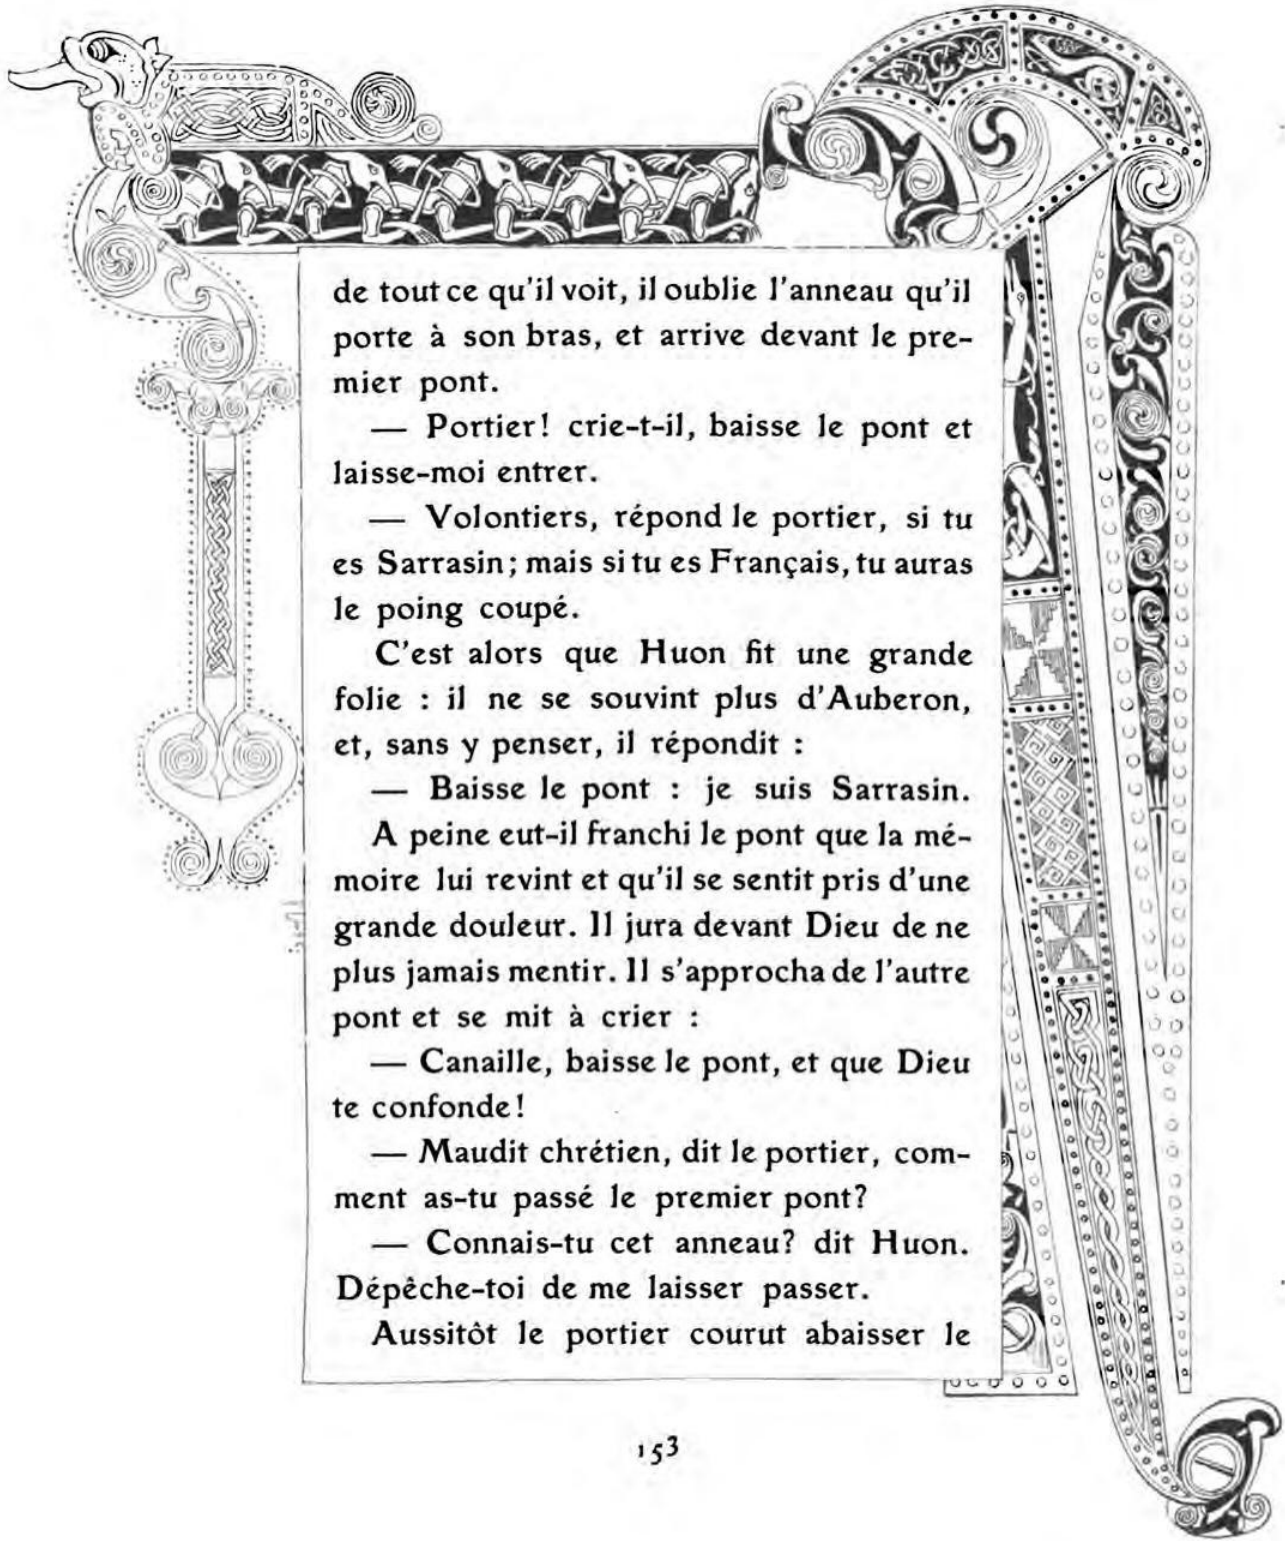 de tout ce qu'il voit, il oublie l'anneau qu'il
porte à son bras, et arrive devant le pre-
mier pont.
— Portier! crie-t-il, baisse le pont et
laisse-moi entrer.
— Volontiers, répond le portier, si tu
es Sarrasin; mais si tu es Français, tu auras
le poing coupé.
C'est alors que Huon fit une grande
folie : il ne se souvint plus d'Auberon,
et, sans y penser, il répondit :
— Baisse le pont : je suis Sarrasin.
A peine eut-il franchi le pont que la mé-
moire lui revint et qu'il se sentit pris d'une
grande douleur. Il jura devant Dieu de ne
plus jamais mentir. Il s'approcha de l'autre
pont et se mit à crier :
— Canaille, baisse le pont, et que Dieu
te confonde!
— Maudit chrétien, dit le portier, com-
ment as-tu passé le premier pont?
— Connais-tu cet anneau? dit Huon.
Dépêche-toi de me laisser passer.
Aussitôt le portier courut abaisser le
153